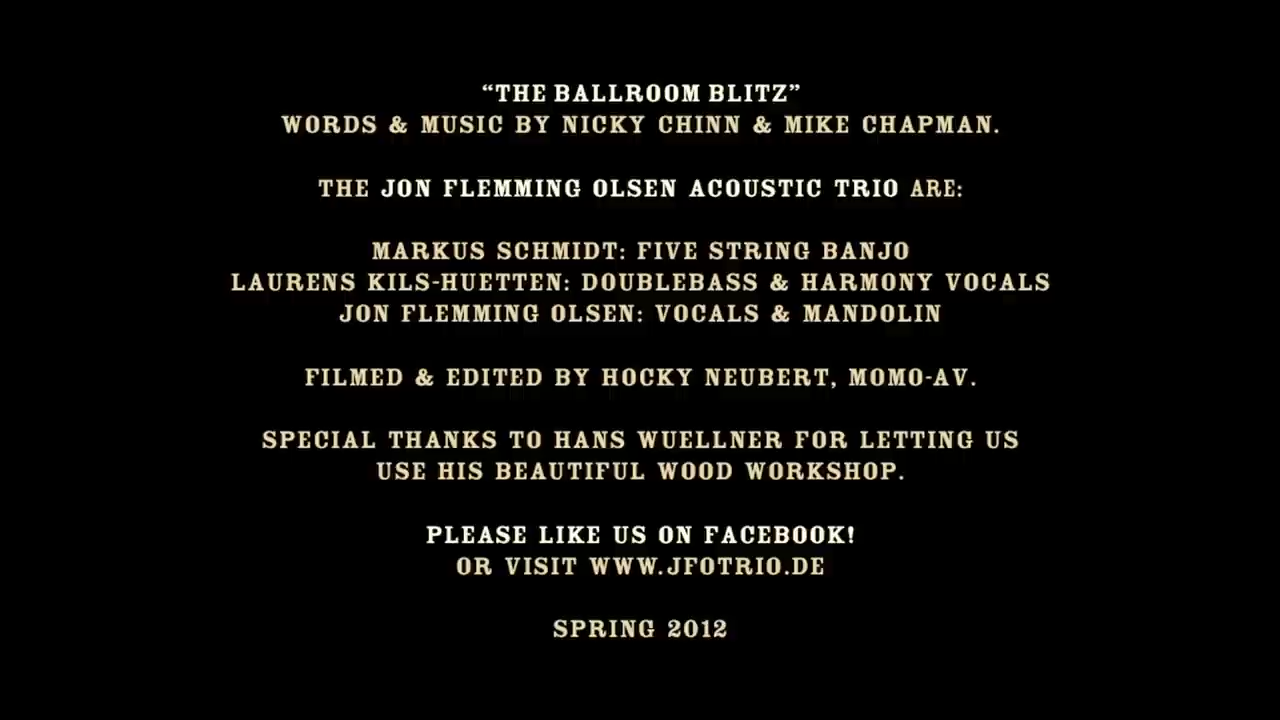 “THE BALLROOM BLITZ”
WORDS & MUSIC BY NICKY CHINN & MIKE CHAPMAN.
THE JON FLEMMING OLSEN ACOUSTIC TRIO ARE:
MARKUS SCHMIDT: FIVE STRING BANJO
LAURENS KILS-HUETTEN: DOUBLEBASS & HARMONY VOCALS
JON FLEMMING OLSEN: VOCALS & MANDOLIN
FILMED & EDITED BY HOCKY NEUBERT, MOMO-AV.
SPECIAL THANKS TO HANS WUELLNER FOR LETTING US
USE HIS BEAUTIFUL WOOD WORKSHOP.
PLEASE LIKE US ON FACEBOOK!
OR VISIT WWW.JFOTRIO.DE
SPRING 2012